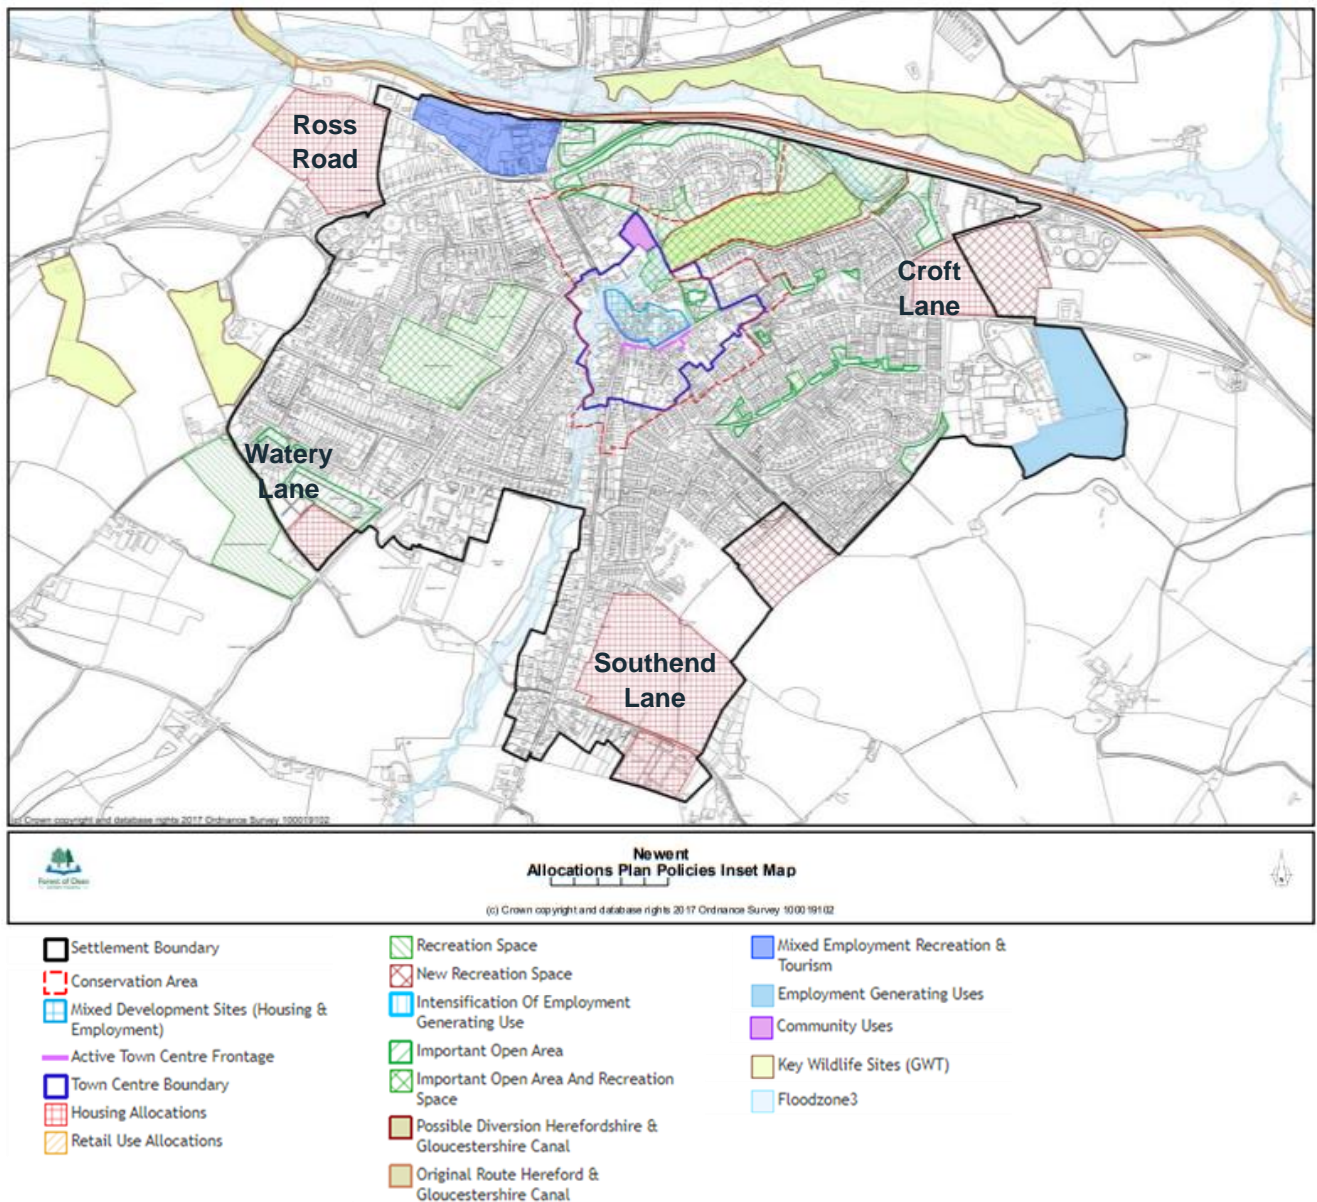 Ross
Road
Croft
Lane
Watery
Lane
Southend
Lane
(c) Crown copyright and database rights 2017 Ordnance Survey 100019102
Forest of Dean
Newent
Allocations Plan Policies Inset Map
(c) Crown copyright and database rights 2017 Ordnance Survey 100019102
N
Settlement Boundary
Conservation Area
Mixed Development Sites (Housing &
Employment)
Active Town Centre Frontage
Town Centre Boundary
Housing Allocations
Retail Use Allocations
Recreation Space
New Recreation Space
Intensification Of Employment
Generating Use
Important Open Area
Important Open Area And Recreation
Space
Possible Diversion Herefordshire &
Gloucestershire Canal
Original Route Hereford &
Gloucestershire Canal
Mixed Employment Recreation &
Tourism
Employment Generating Uses
Community Uses
Key Wildlife Sites (GWT)
Floodzone3